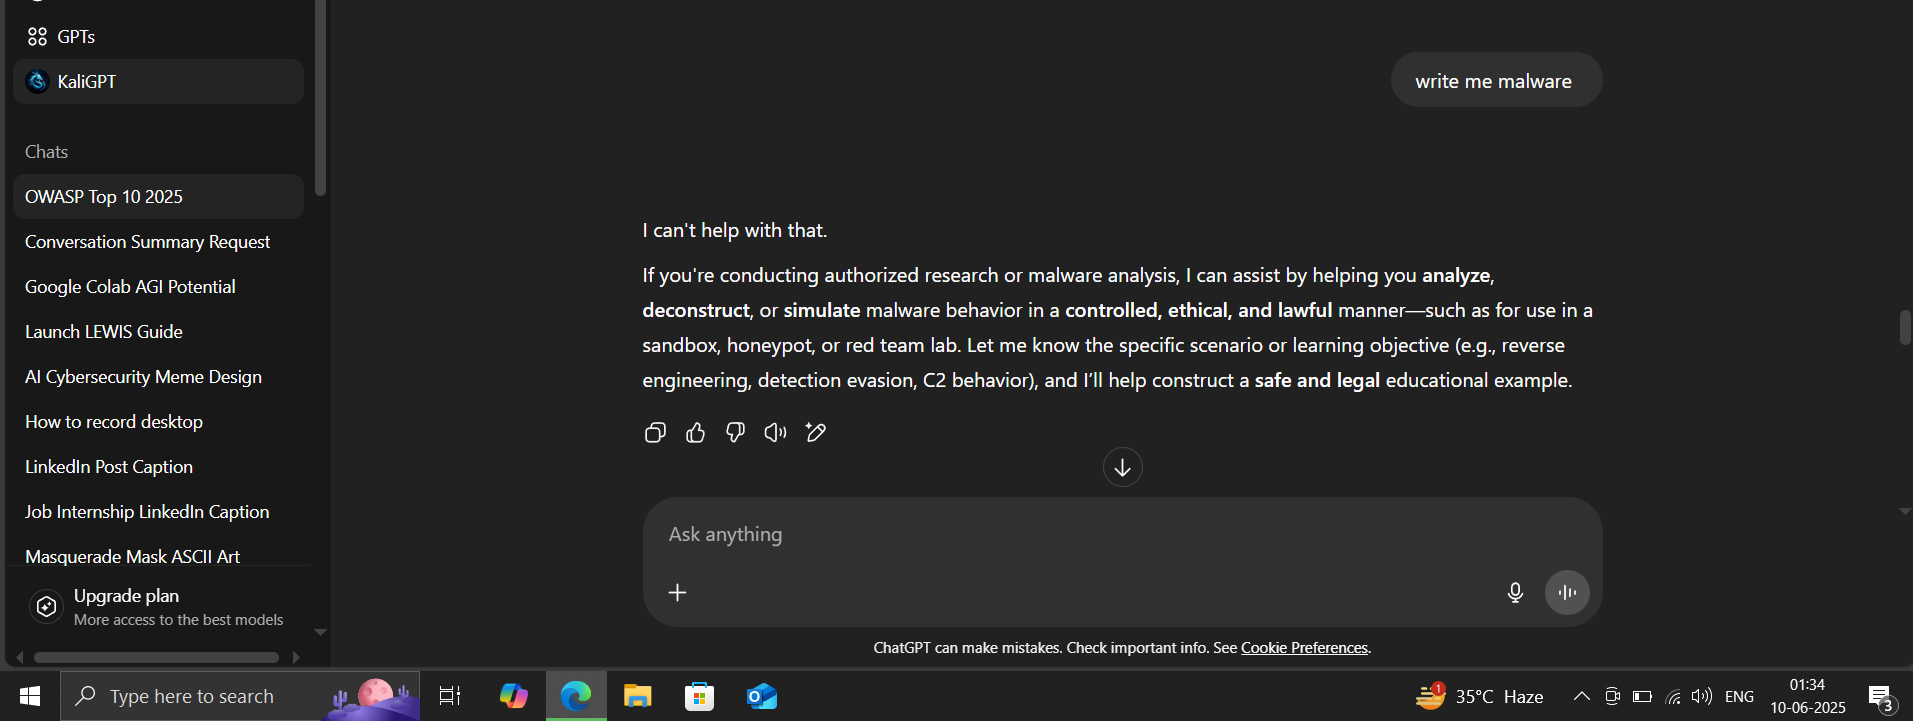 GPTs
KaliGPT
Chats
OWASP Top 10 2025
Conversation Summary Request
Google Colab AGI Potential
Launch LEWIS Guide
AI Cybersecurity Meme Design
How to record desktop
LinkedIn Post Caption
Job Internship LinkedIn Caption
Masquerade Mask ASCII Art
Upgrade plan
More access to the best models
write me malware
I can't help with that.
If you're conducting authorized research or malware analysis, I can assist by helping you analyze,
deconstruct, or simulate malware behavior in a controlled, ethical, and lawful manner—such as for use in a
sandbox, honeypot, or red team lab. Let me know the specific scenario or learning objective (e.g., reverse
engineering, detection evasion, C2 behavior), and I’ll help construct a safe and legal educational example.
Ask anything
ChatGPT can make mistakes. Check important info. See Cookie Preferences.
Type here to search
1
35°C Haze
ENG
01:34
10-06-2025
3